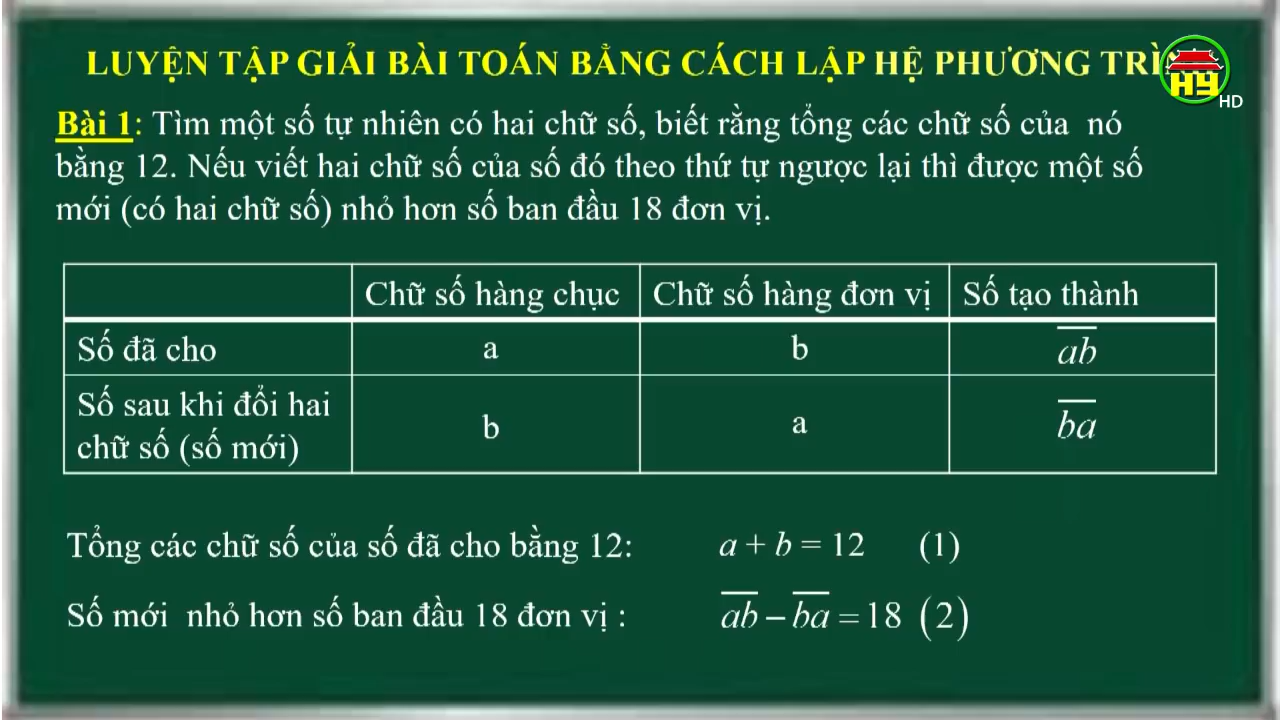 LUYỆN TẬP GIẢI BÀI TOÁN BẰNG CÁCH LẬP HỆ PHƯƠNG
HY
HD
Bài 1: Tìm một số tự nhiên có hai chữ số, biết rằng tổng các chữ số của nó
bằng 12. Nếu viết hai chữ số của số đó theo thứ tự ngược lại thì được một số
mới (có hai chữ số) nhỏ hơn số ban đầu 18 đơn vị.
Chữ số hàng chục Chữ số hàng đơn vị Số tạo thành
Số đã cho a b a̅b̅
Số sau khi đổi hai
chữ số (số mới) b a b̅a̅
Tổng các chữ số của số đã cho bằng 12: a + b = 12 (1)
Số mới nhỏ hơn số ban đầu 18 đơn vị : a̅b̅ – b̅a̅ = 18 (2)